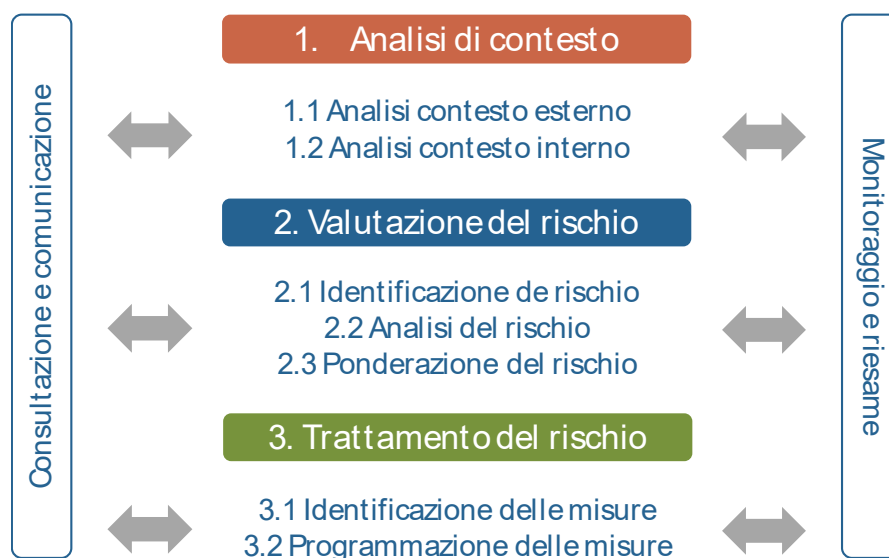 1. Analisi di contesto
1.1 Analisi contesto esterno
1.2 Analisi contesto interno
2. Valutazione del rischio
2.1 Identificazione de rischio
2.2 Analisi del rischio
2.3 Ponderazione del rischio
3. Trattamento del rischio
3.1 Identificazione delle misure
3.2 Programmazione delle misure
Consultazione e comunicazione
Monitoraggio e riesame